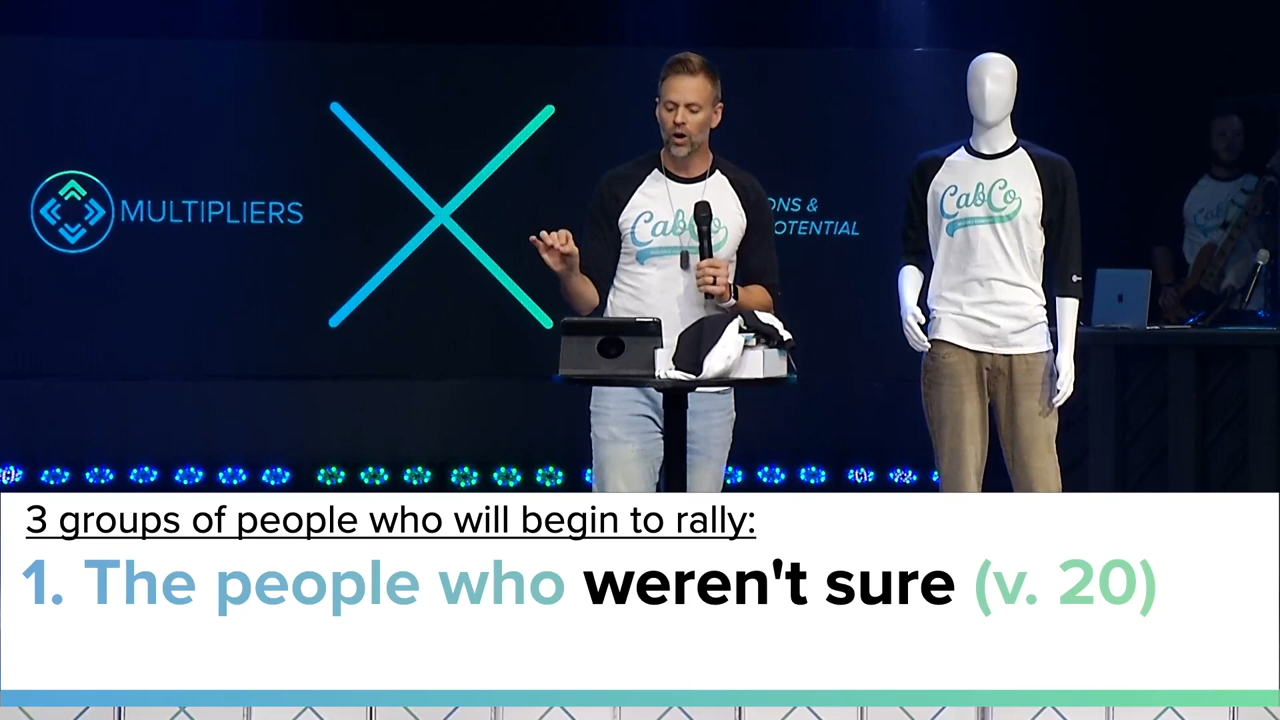 MULTIPLIERS
ONS &
OTENTIAL
CabCo
CabCo
3 groups of people who will begin to rally:
1. The people who weren't sure (v. 20)